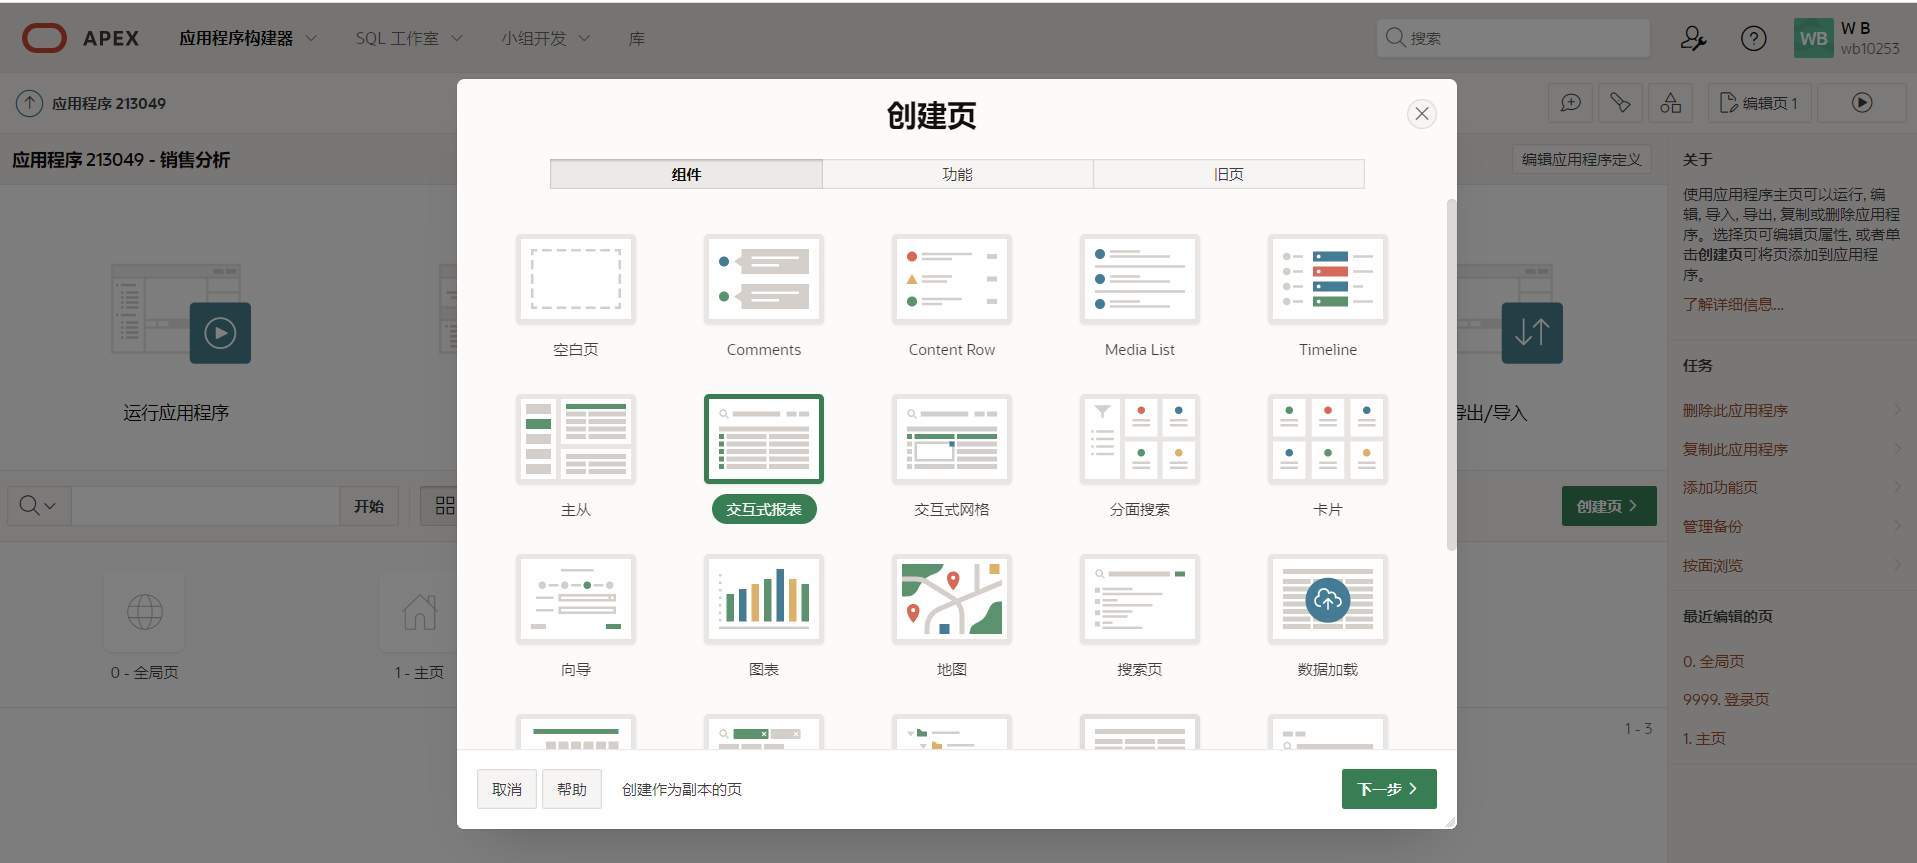 APEX
应用程序构建器
SQL 工作室
小组开发
库
搜索
WB
W B
wb10253
应用程序 213049
编辑页 1
应用程序 213049 - 销售分析
编辑应用程序定义
运行应用程序
导出/导入
开始
创建页
0 - 全局页
1 - 主页
1 - 3
创建页
组件
功能
旧页
空白页
Comments
Content Row
Media List
Timeline
主从
交互式报表
交互式网格
分面搜索
卡片
向导
图表
地图
搜索页
数据加载
取消
帮助
创建作为副本的页
下一步
关于
使用应用程序主页可以运行, 编
辑, 导入, 导出, 复制或删除应用程
序。选择页可编辑页属性, 或者单
击创建页可将页添加到应用程
序。
了解详细信息...
任务
删除此应用程序
复制此应用程序
添加功能页
管理备份
按面浏览
最近编辑的页
0. 全局页
9999. 登录页
1. 主页